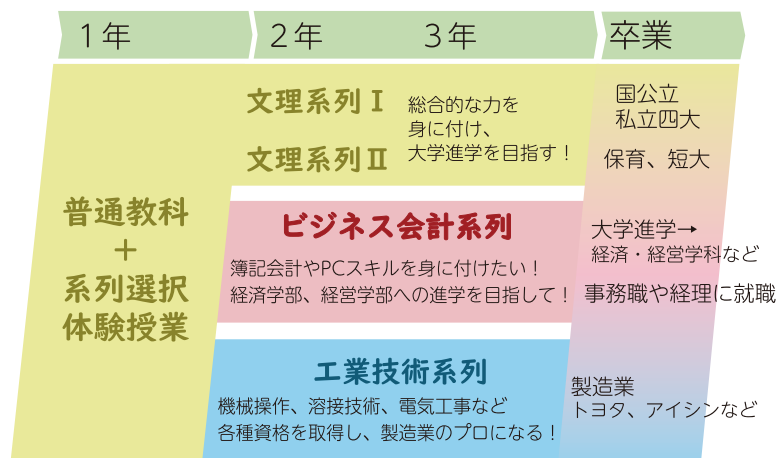 1年
2年
3年
卒業
普通教科
+
系列選択
体験授業
文理系列Ⅰ
文理系列Ⅱ
総合的な力を
身に付け、
大学進学を目指す！
国公立
私立四大
保育、短大
ビジネス会計系列
簿記会計やPCスキルを身に付けたい！
経済学部、経営学部への進学を目指して！
大学進学→
経済・経営学科など
事務職や経理に就職
工業技術系列
機械操作、溶接技術、電気工事など
各種資格を取得し、製造業のプロになる！
製造業
トヨタ、アイシンなど